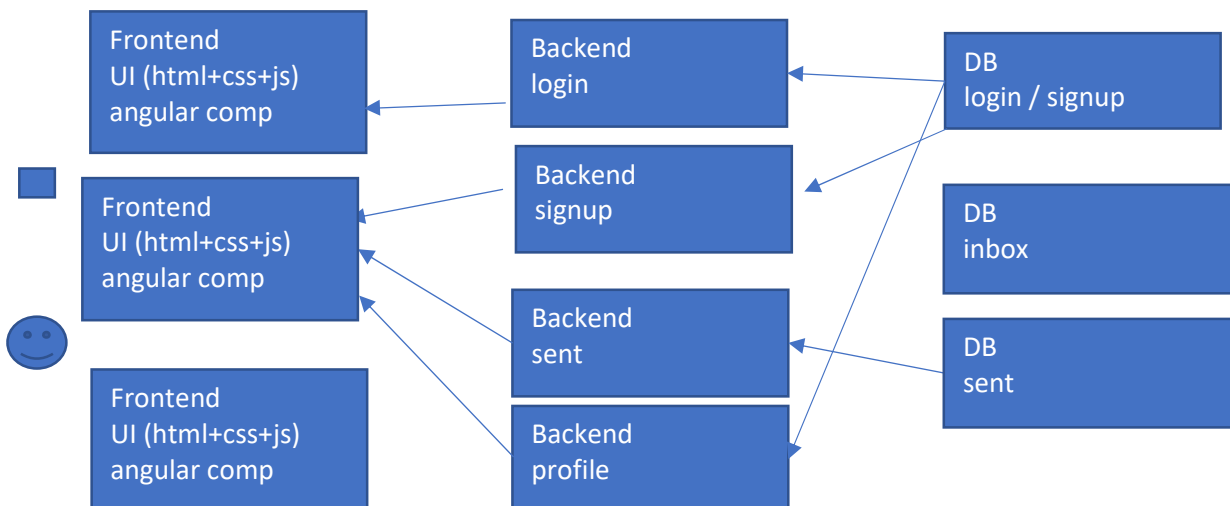 Frontend
UI (html+css+js)
angular comp
Backend
login
DB
login / signup
Frontend
UI (html+css+js)
angular comp
Backend
signup
DB
inbox
Backend
sent
DB
sent
Frontend
UI (html+css+js)
angular comp
Backend
profile